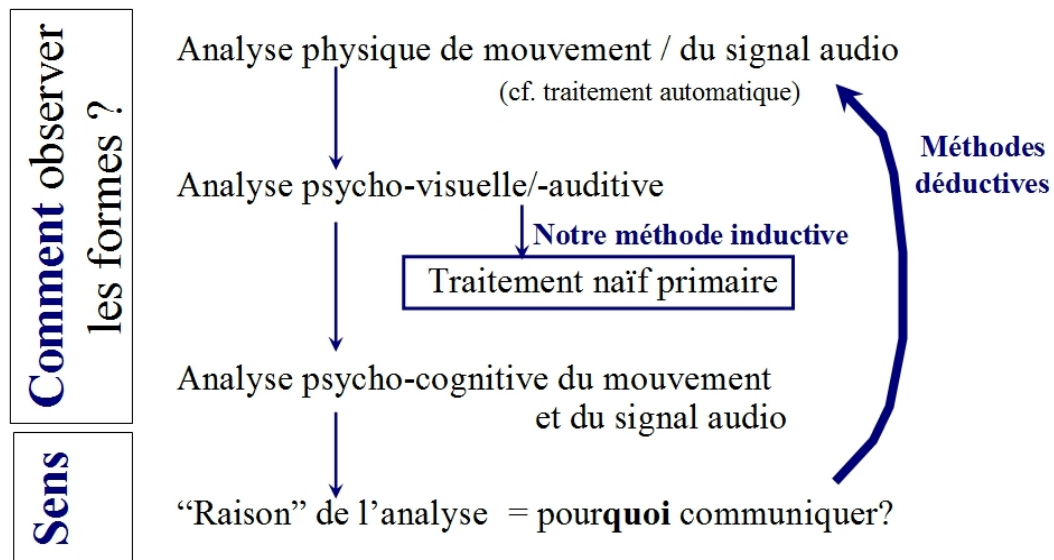 Comment observer
les formes ?
Analyse physique de mouvement / du signal audio
(cf. traitement automatique)
Méthodes
déductives
Analyse psycho-visuelle/-auditive
Notre méthode inductive
Traitement naïf primaire
Analyse psycho-cognitive du mouvement
et du signal audio
Sens
“Raison” de l’analyse = pourquoi communiquer?